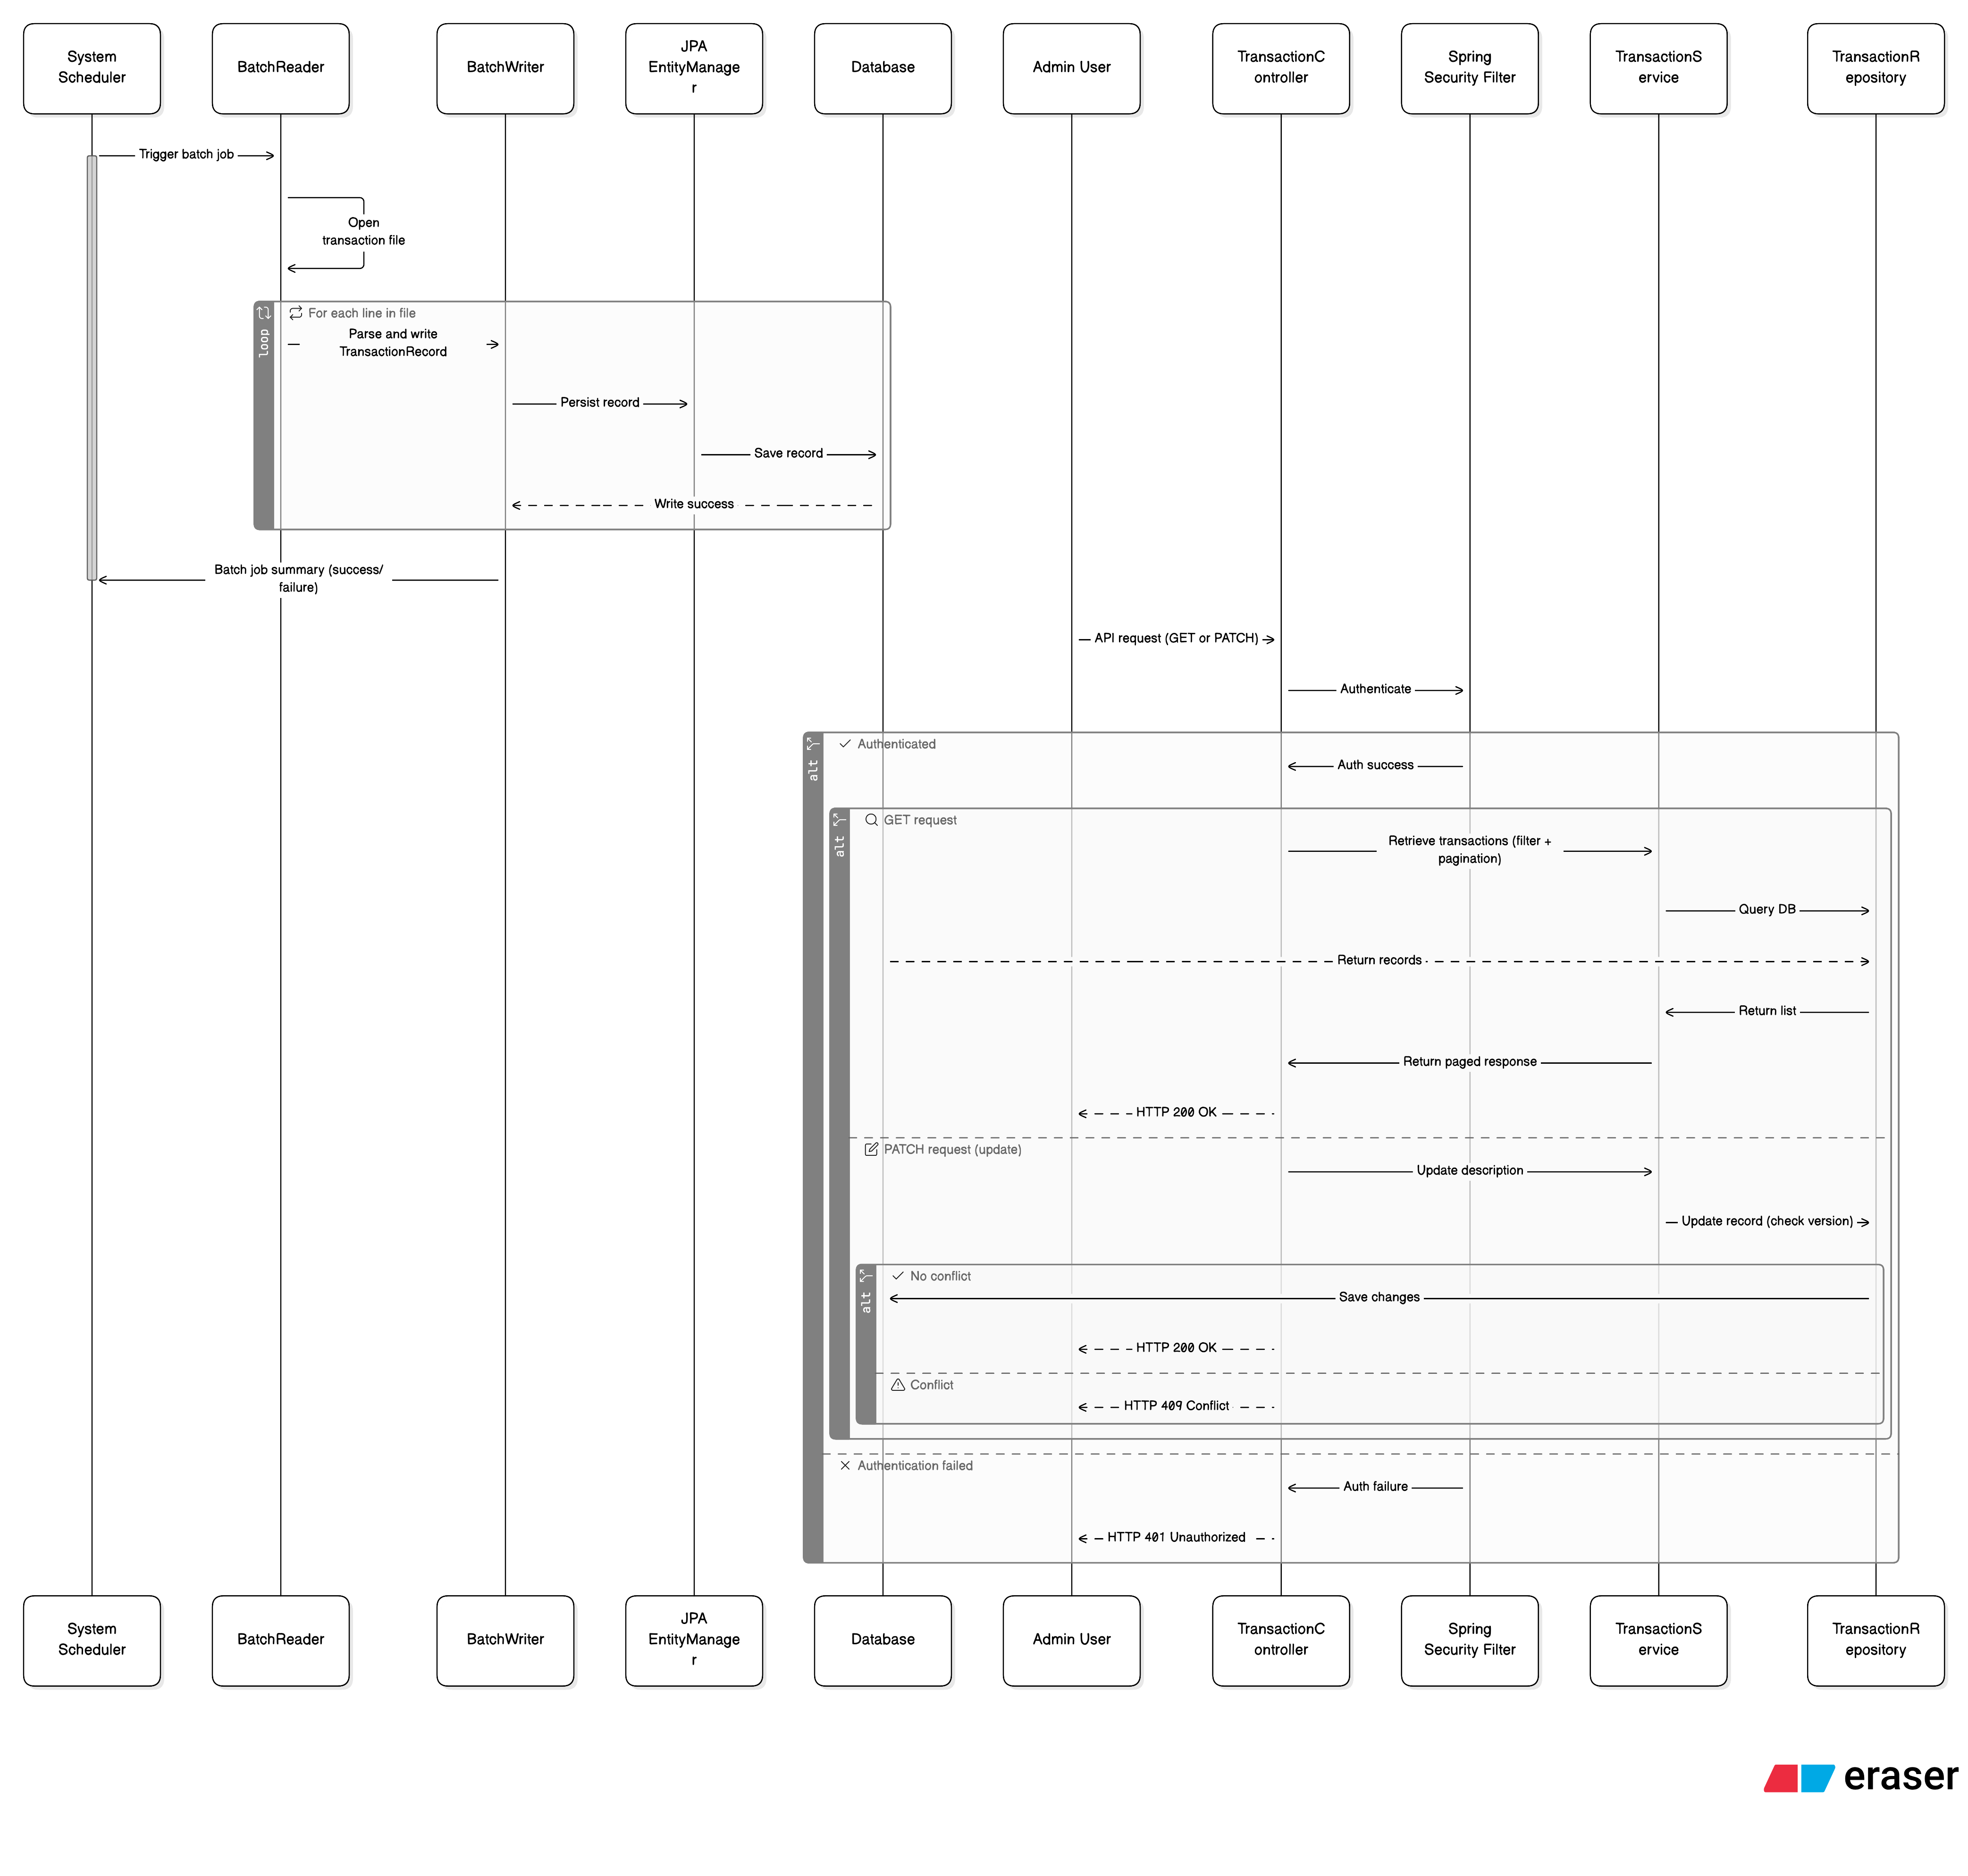 System
Scheduler
BatchReader
BatchWriter
JPA
EntityManage
r
Database
Admin User
TransactionC
ontroller
Spring
Security Filter
TransactionS
ervice
TransactionR
epository
Trigger batch job
Open
transaction file
loop
For each line in file
Parse and write
TransactionRecord
Persist record
Save record
Write success
Batch job summary (success/
failure)
API request (GET or PATCH)
Authenticate
alt
Authenticated
Auth success
alt
GET request
Retrieve transactions (filter +
pagination)
Query DB
Return records
Return list
Return paged response
HTTP 200 OK
PATCH request (update)
Update description
Update record (check version)
alt
No conflict
Save changes
HTTP 200 OK
Conflict
HTTP 409 Conflict
Authentication failed
Auth failure
HTTP 401 Unauthorized
System
Scheduler
BatchReader
BatchWriter
JPA
EntityManage
r
Database
Admin User
TransactionC
ontroller
Spring
Security Filter
TransactionS
ervice
TransactionR
epository
eraser